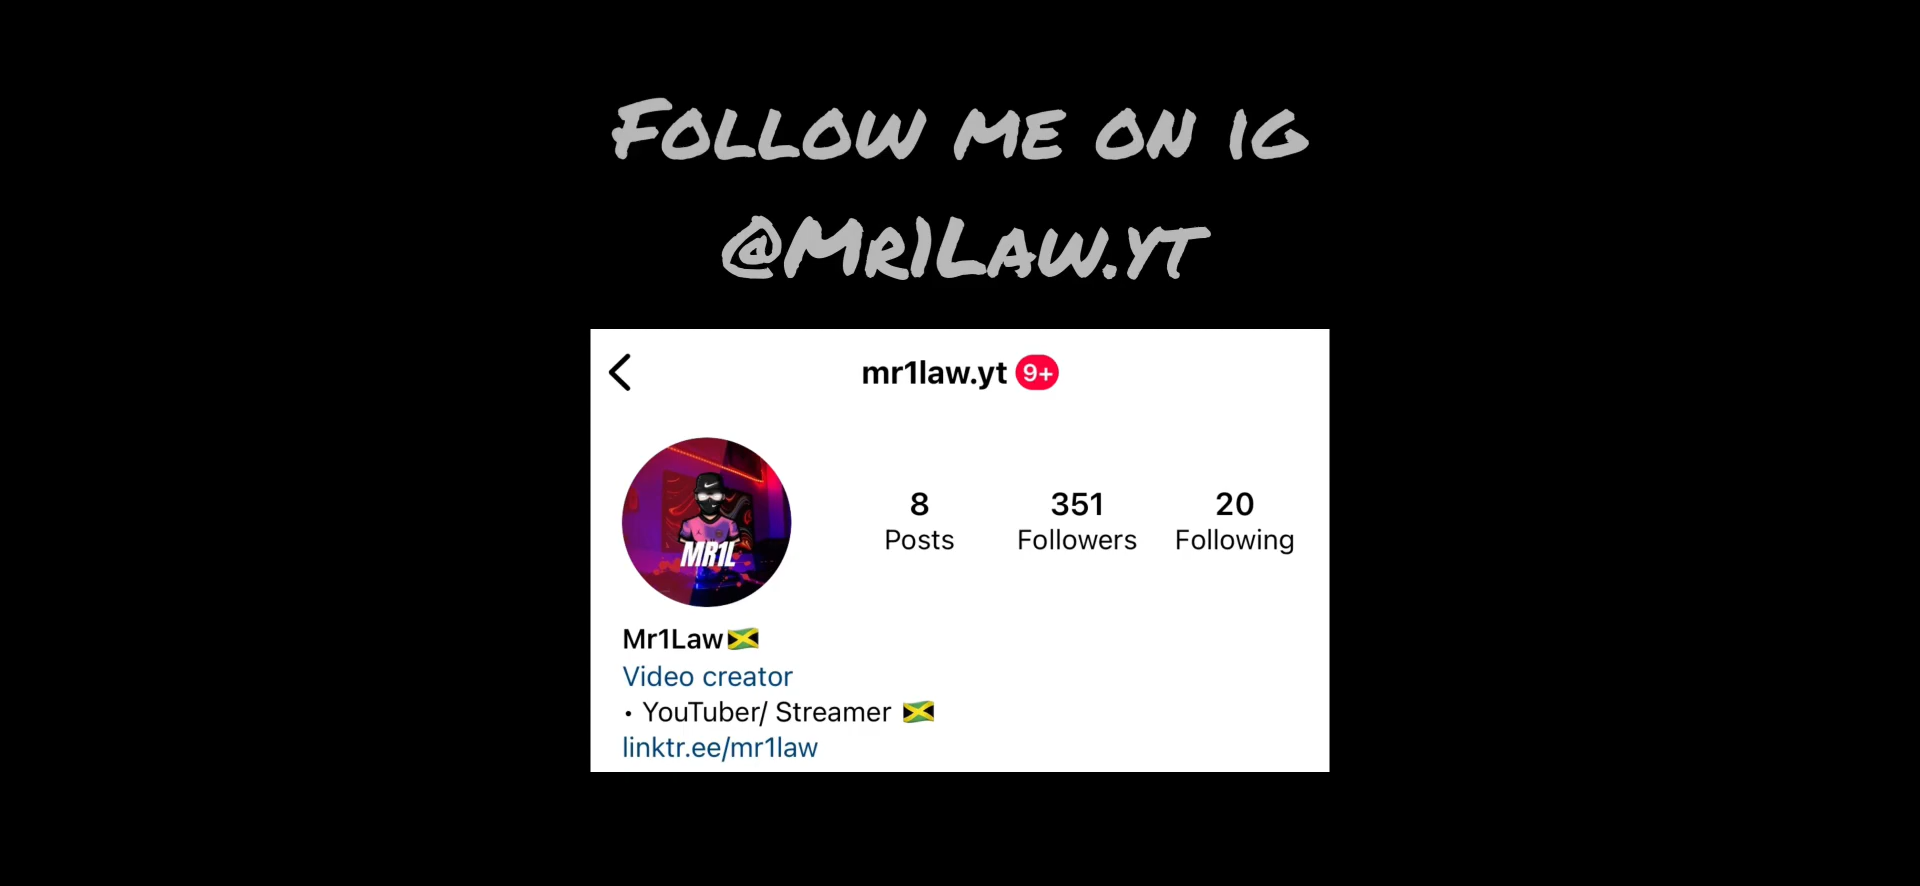 Follow me on ig
@Mr1Law.yt
mr1law.yt 9+
MR1L
8 351 20
Posts Followers Following
Mr1Law🇯🇲
Video creator
• YouTuber/ Streamer 🇯🇲
linktr.ee/mr1law